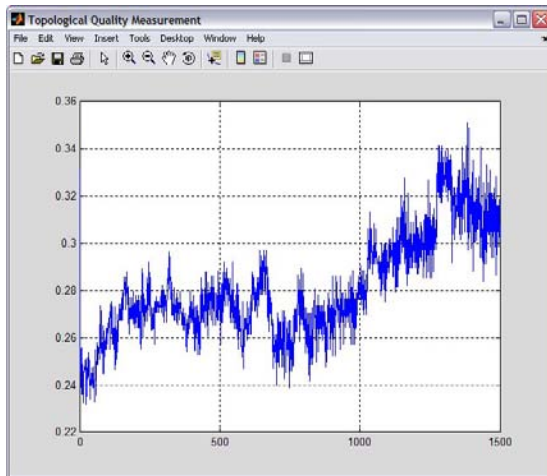 Topological Quality Measurement
File Edit View Insert Tools Desktop Window Help
0.36
0.34
0.32
0.3
0.28
0.26
0.24
0.22
0 500 1000 1500